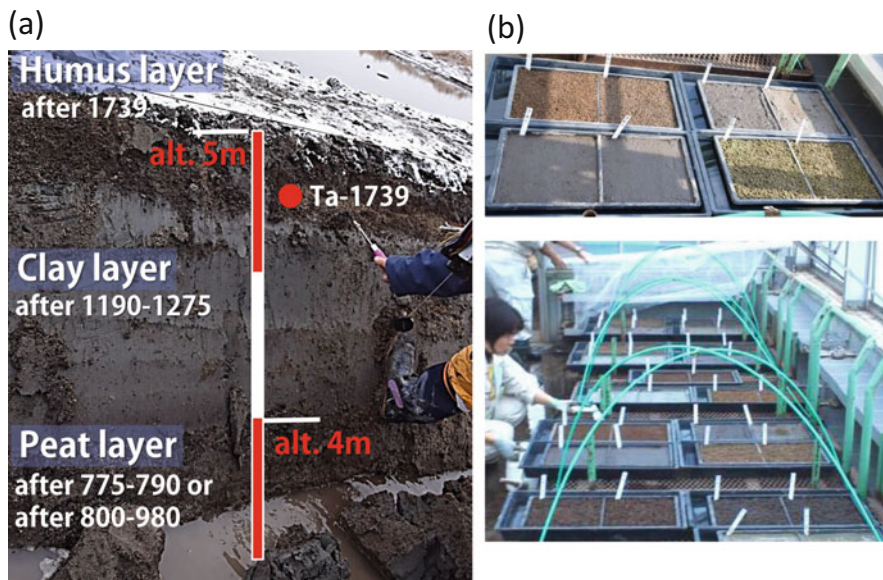 (a)
Humus layer
after 1739
alt. 5m
Ta-1739
Clay layer
after 1190-1275
alt. 4m
Peat layer
after 775-790 or
after 800-980
(b)